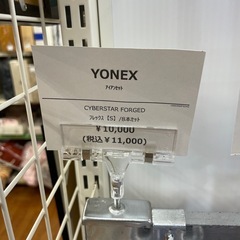 YONEX
アイアンセット
CYBERSTAR FORGED
フレックス【S】/8本セット
￥10,000
(税込￥11,000)